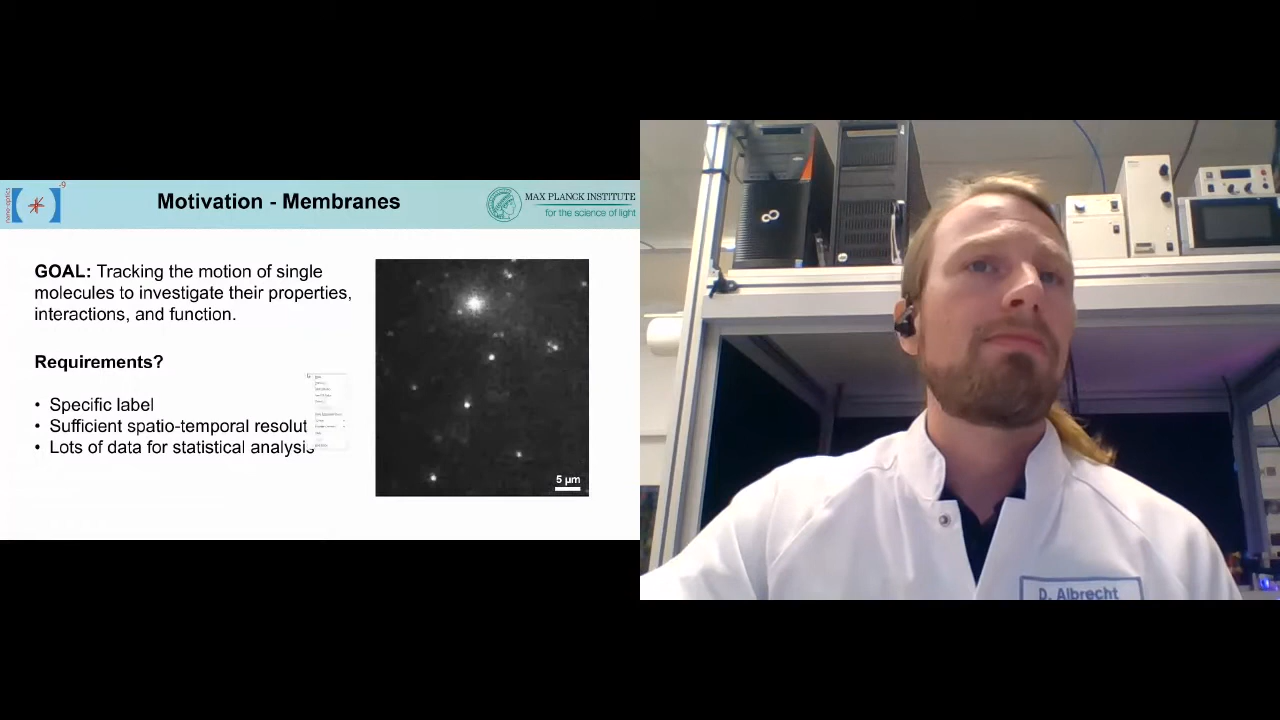 nano-optics
Motivation - Membranes
MAX PLANCK INSTITUTE
for the science of light
GOAL: Tracking the motion of single
molecules to investigate their properties,
interactions, and function.
Requirements?
• Specific label
• Sufficient spatio-temporal resolut
• Lots of data for statistical analysis
5 µm
D. Albrecht